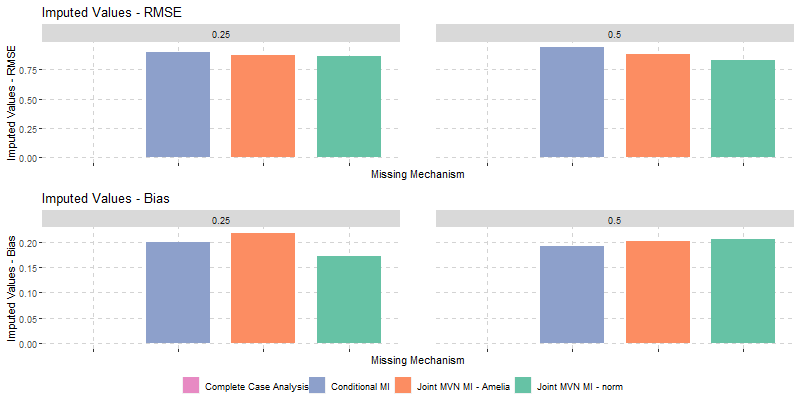 Imputed Values - RMSE
0.25 0.5
Imputed Values - RMSE
0.75
0.50
0.25
0.00
Missing Mechanism
Imputed Values - Bias
0.25 0.5
Imputed Values - Bias
0.20
0.15
0.10
0.05
0.00
Missing Mechanism
Complete Case Analysis Conditional MI Joint MVN MI - Amelia Joint MVN MI - norm